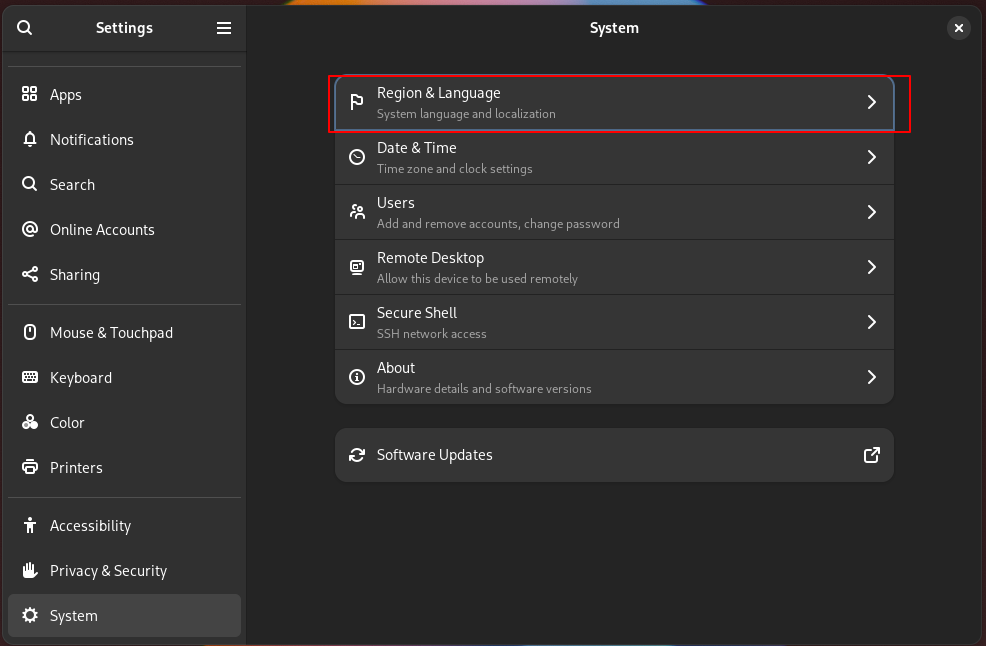 Settings
Apps
Notifications
Search
Online Accounts
Sharing
Mouse & Touchpad
Keyboard
Color
Printers
Accessibility
Privacy & Security
System
System
Region & Language
System language and localization
Date & Time
Time zone and clock settings
Users
Add and remove accounts, change password
Remote Desktop
Allow this device to be used remotely
Secure Shell
SSH network access
About
Hardware details and software versions
Software Updates